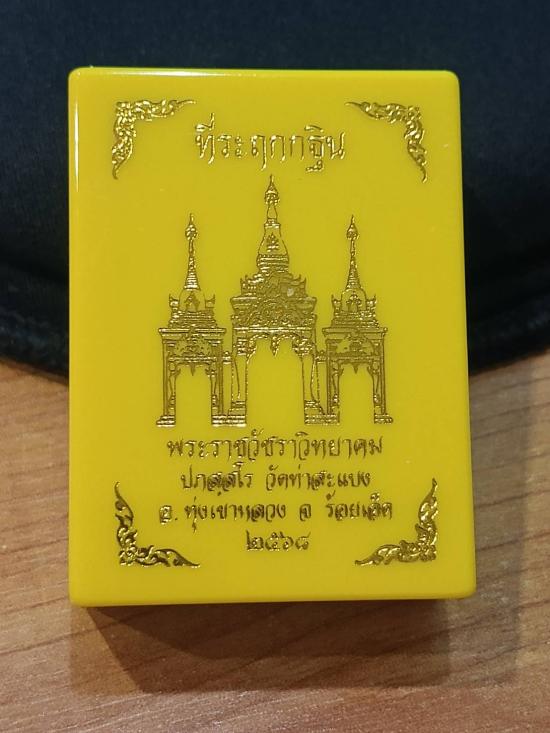 ที่ระฤกกฐิน
พระราชวัชราวิทยาคม
ปภสฺสโร วัดท่าสะแบง
อ. ทุ่งเขาหลวง จ ร้อยเอ็ด
๒๕๖๘